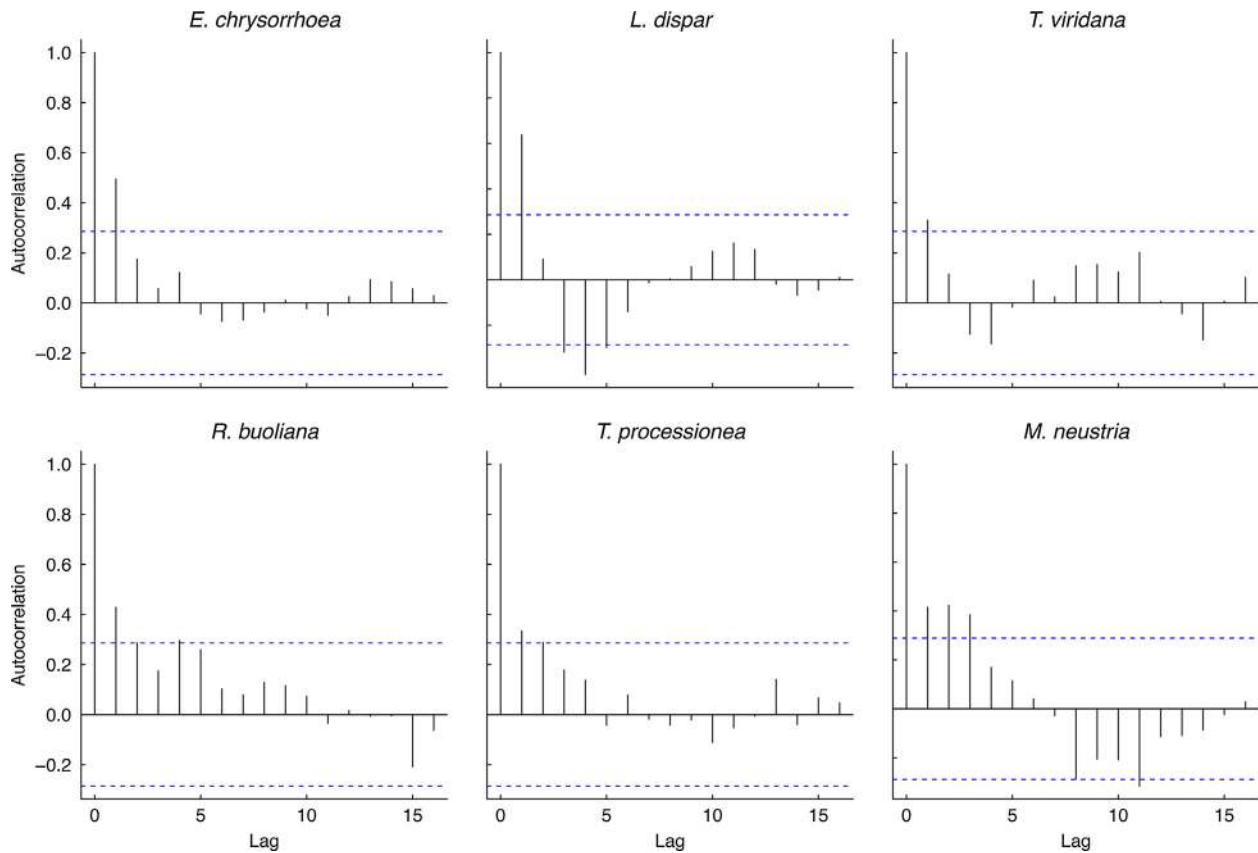 E. chrysorrhoea
L. dispar
T. viridana
Autocorrelation
1.0
0.8
0.6
0.4
0.2
0.0
−0.2
R. buoliana
T. processionea
M. neustria
Autocorrelation
1.0
0.8
0.6
0.4
0.2
0.0
−0.2
0 5 10 15
0 5 10 15
0 5 10 15
Lag
Lag
Lag